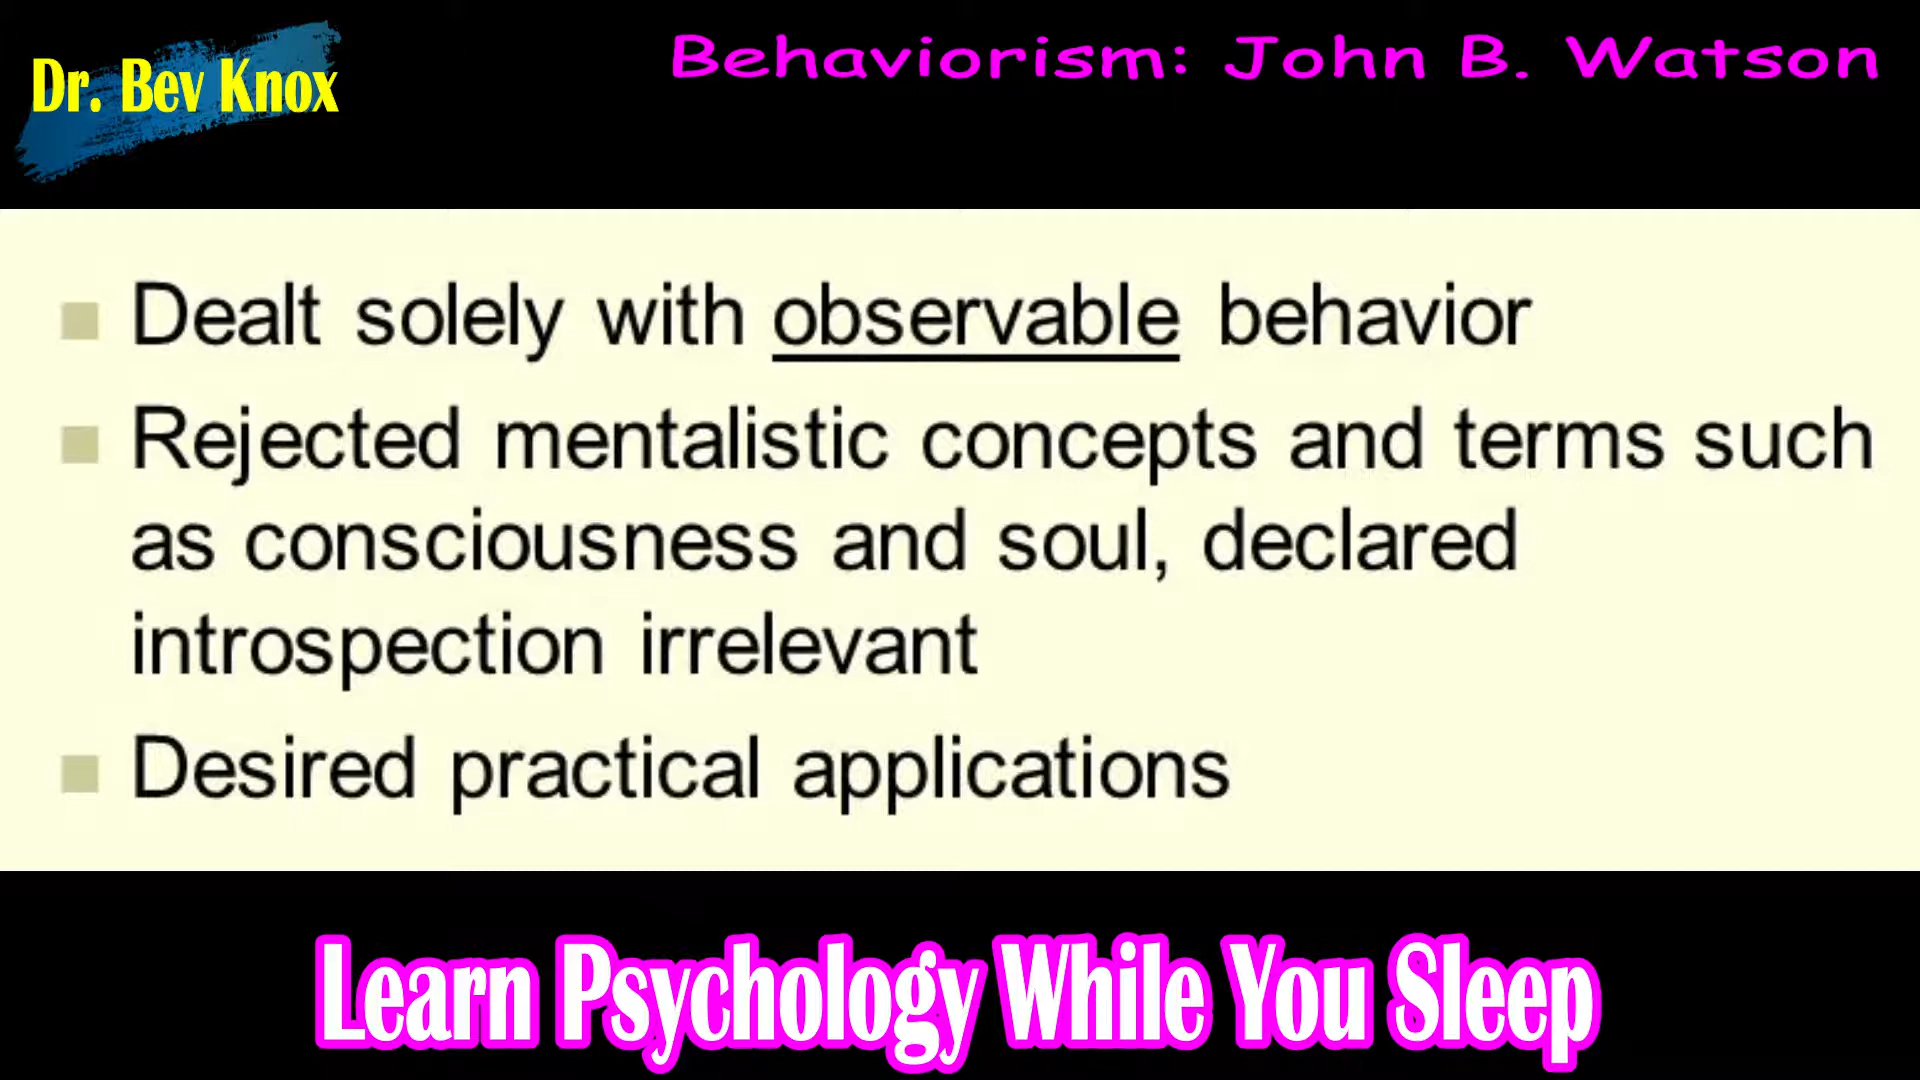 Dr. Bev Knox
Behaviorism: John B. Watson
Dealt solely with observable behavior
Rejected mentalistic concepts and terms such
as consciousness and soul, declared
introspection irrelevant
Desired practical applications
Learn Psychology While You Sleep